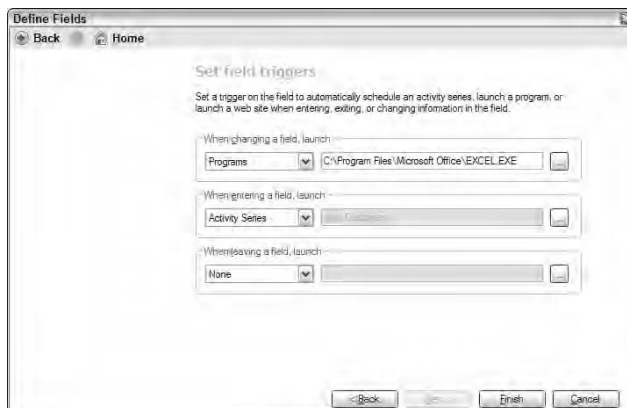 Define Fields
Back Home
Set field triggers
Set a trigger on the field to automatically schedule an activity series, launch a program, or
launch a web site when entering, exiting, or changing information in the field.
When changing a field, launch
Programs C:\Program Files\Microsoft Office\EXCEL.EXE ...
When entering a field, launch
Activity Series ...
When leaving a field, launch
None ...
< Back Finish Cancel